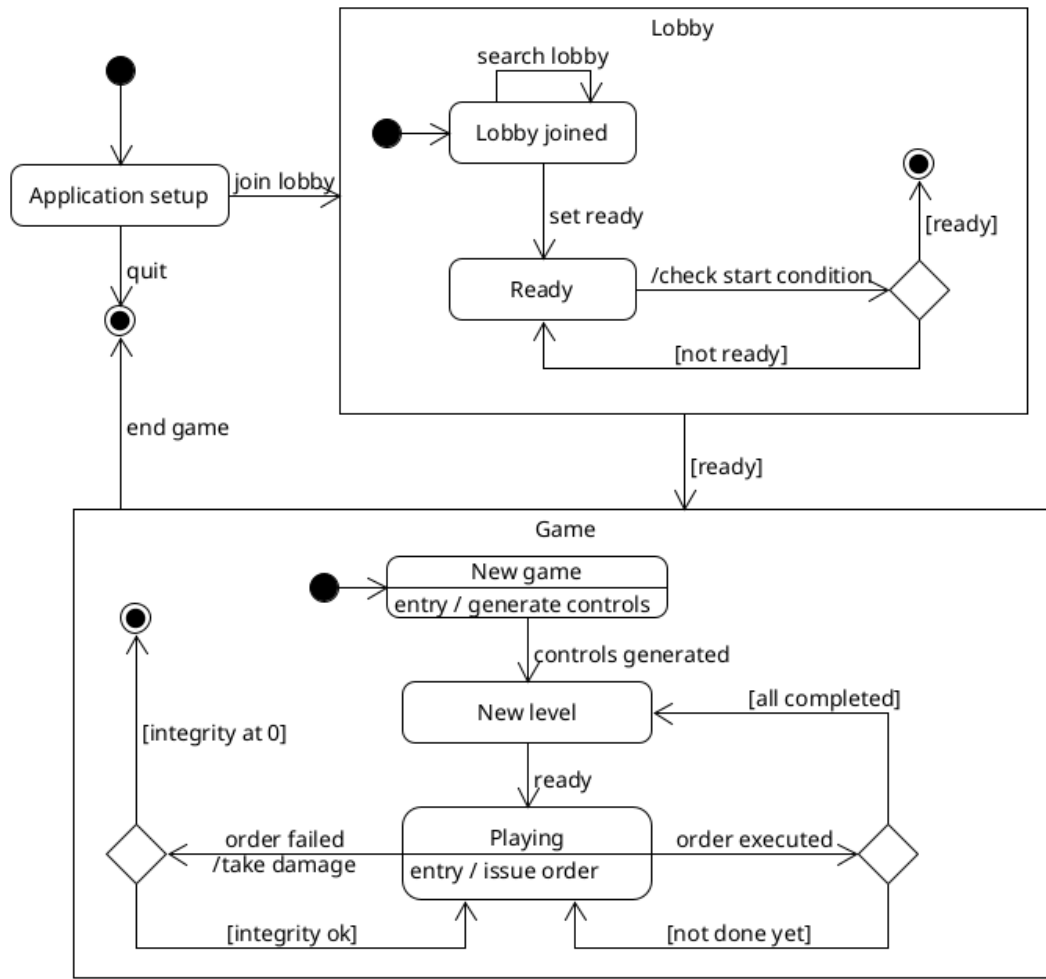 Lobby
search lobby
Lobby joined
Application setup
join lobby
set ready
[ready]
quit
Ready
/check start condition
[not ready]
end game
[ready]
Game
New game
entry / generate controls
controls generated
[all completed]
New level
[integrity at 0]
ready
order failed
/take damage
Playing
entry / issue order
order executed
[integrity ok]
[not done yet]